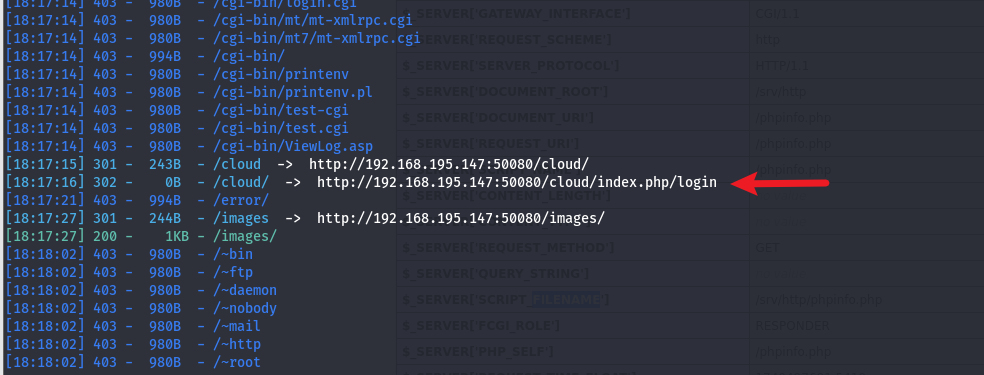 [18:17:14] 403 - 980B - /cgi-bin/login.cgi
[18:17:14] 403 - 980B - /cgi-bin/mt/mt-xmlrpc.cgi
[18:17:14] 403 - 980B - /cgi-bin/mt7/mt-xmlrpc.cgi
[18:17:14] 403 - 994B - /cgi-bin/
[18:17:14] 403 - 980B - /cgi-bin/printenv
[18:17:14] 403 - 980B - /cgi-bin/printenv.pl
[18:17:14] 403 - 980B - /cgi-bin/test-cgi
[18:17:14] 403 - 980B - /cgi-bin/test.cgi
[18:17:14] 403 - 980B - /cgi-bin/ViewLog.asp
[18:17:15] 301 - 243B - /cloud -> http://192.168.195.147:50080/cloud/
[18:17:16] 302 - 0B - /cloud/ -> http://192.168.195.147:50080/cloud/index.php/login
[18:17:21] 403 - 994B - /error/
[18:17:27] 301 - 244B - /images -> http://192.168.195.147:50080/images/
[18:17:27] 200 - 1KB - /images/
[18:18:02] 403 - 980B - /~bin
[18:18:02] 403 - 980B - /~ftp
[18:18:02] 403 - 980B - /~daemon
[18:18:02] 403 - 980B - /~nobody
[18:18:02] 403 - 980B - /~mail
[18:18:02] 403 - 980B - /~http
[18:18:02] 403 - 980B - /~root
$_SERVER['GATEWAY_INTERFACE'] CGI/1.1
$_SERVER['REQUEST_SCHEME'] http
$_SERVER['SERVER_PROTOCOL'] HTTP/1.1
$_SERVER['DOCUMENT_ROOT'] /srv/http
$_SERVER['DOCUMENT_URI'] /phpinfo.php
$_SERVER['REQUEST_URI'] /phpinfo.php
/phpinfo.php
$_SERVER['CONTENT_LENGTH']
$_SERVER['REQUEST_METHOD'] GET
$_SERVER['QUERY_STRING']
$_SERVER['SCRIPT_FILENAME'] /srv/http/phpinfo.php
$_SERVER['FCGI_ROLE'] RESPONDER
$_SERVER['PHP_SELF'] /phpinfo.php